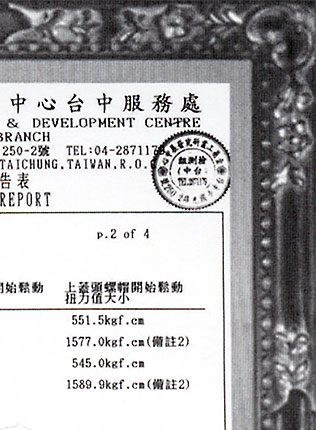 中心台中服務處
& DEVELOPMENT CENTRE
BRANCH
250-2號 TEL:04-2871175
TAICHUNG,TAIWAN,R.O.C
告表
REPORT
p.2 of 4
開始鬆動 上蓋頭螺帽開始鬆動
扭力值大小
551.5kgf.cm
1577.0kgf.cm(備註2)
545.0kgf.cm
1589.9kgf.cm(備註2)